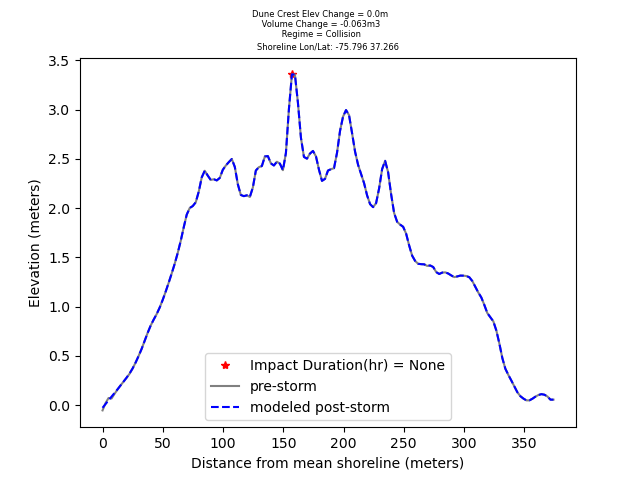 Dune Crest Elev Change = 0.0m
Volume Change = -0.063m3
Regime = Collision
Shoreline Lon/Lat: -75.796 37.266
3.5
3.0
2.5
2.0
1.5
1.0
0.5
0.0
Elevation (meters)
Impact Duration(hr) = None
pre-storm
modeled post-storm
0 50 100 150 200 250 300 350
Distance from mean shoreline (meters)